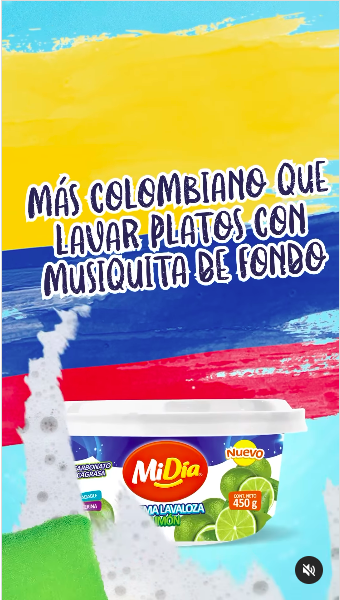 MÁS COLOMBIANO QUE
LAVAR PLATOS CON
MUSIQUITA DE FONDO
MiDía
Nuevo
LAVALOZA
CONT. NETO
450 g